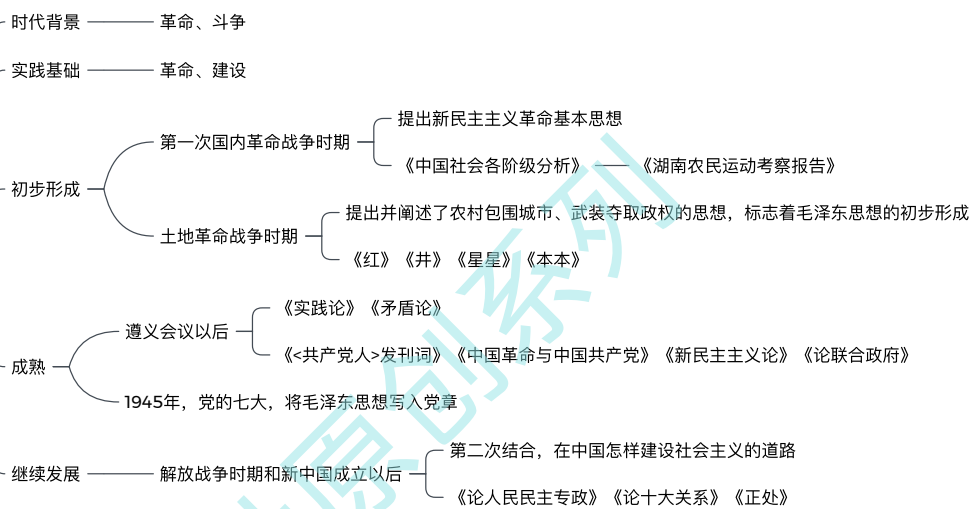 时代背景
革命、斗争
实践基础
革命、建设
初步形成
第一次国内革命战争时期
提出新民主主义革命基本思想
《中国社会各阶级分析》
《湖南农民运动考察报告》
土地革命战争时期
提出并阐述了农村包围城市、武装夺取政权的思想，标志着毛泽东思想的初步形成
《红》《井》《星星》《本本》
成熟
遵义会议以后
《实践论》《矛盾论》
《<共产党人>发刊词》《中国革命与中国共产党》《新民主主义论》《论联合政府》
1945年，党的七大，将毛泽东思想写入党章
继续发展
解放战争时期和新中国成立以后
第二次结合，在中国怎样建设社会主义的道路
《论人民民主专政》《论十大关系》《正处》
原创系列